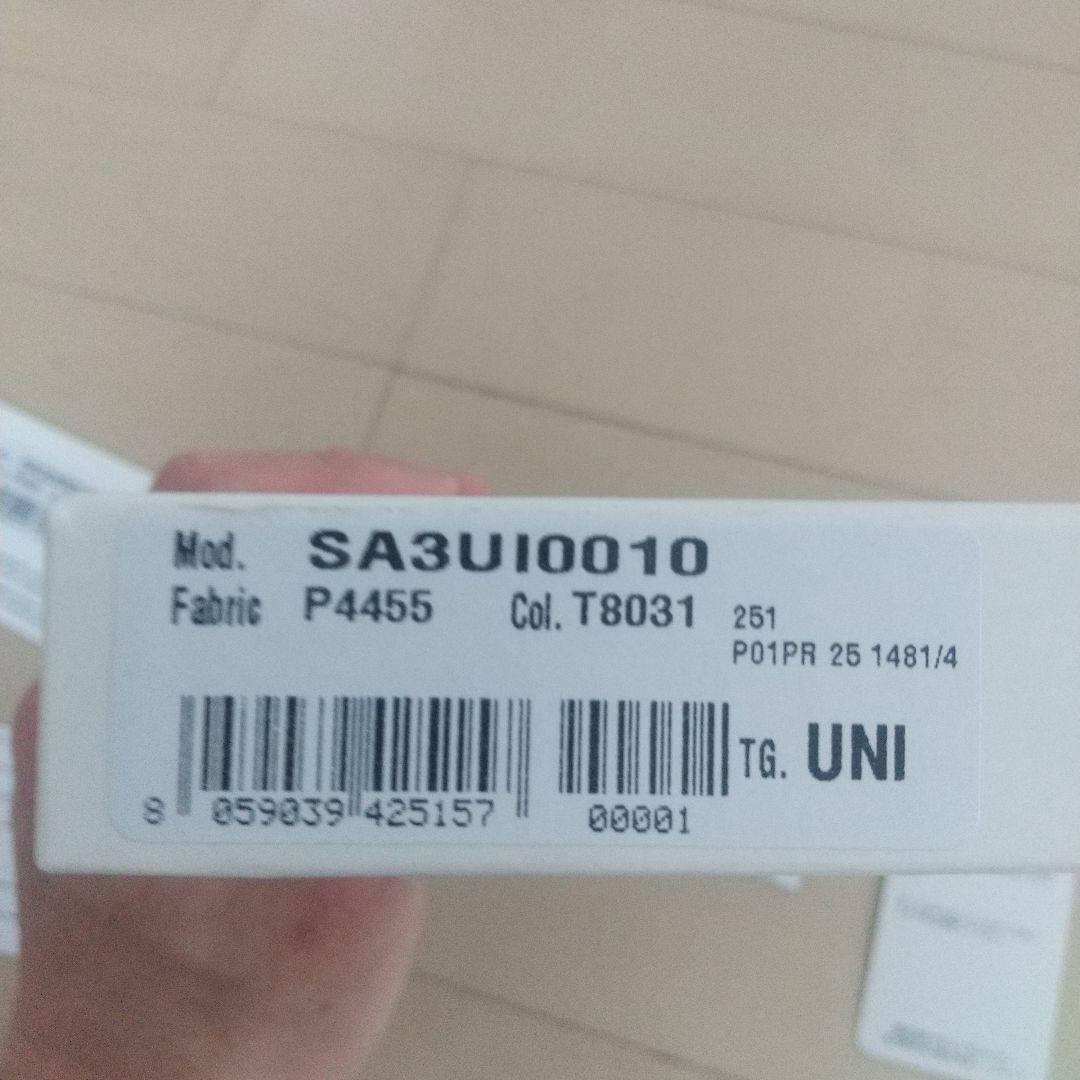 Mod. SA3UI0010
Fabric P4455 Col. T8031 251
P01PR 25 1481/4
TG. UNI
8 059039 425157 00001